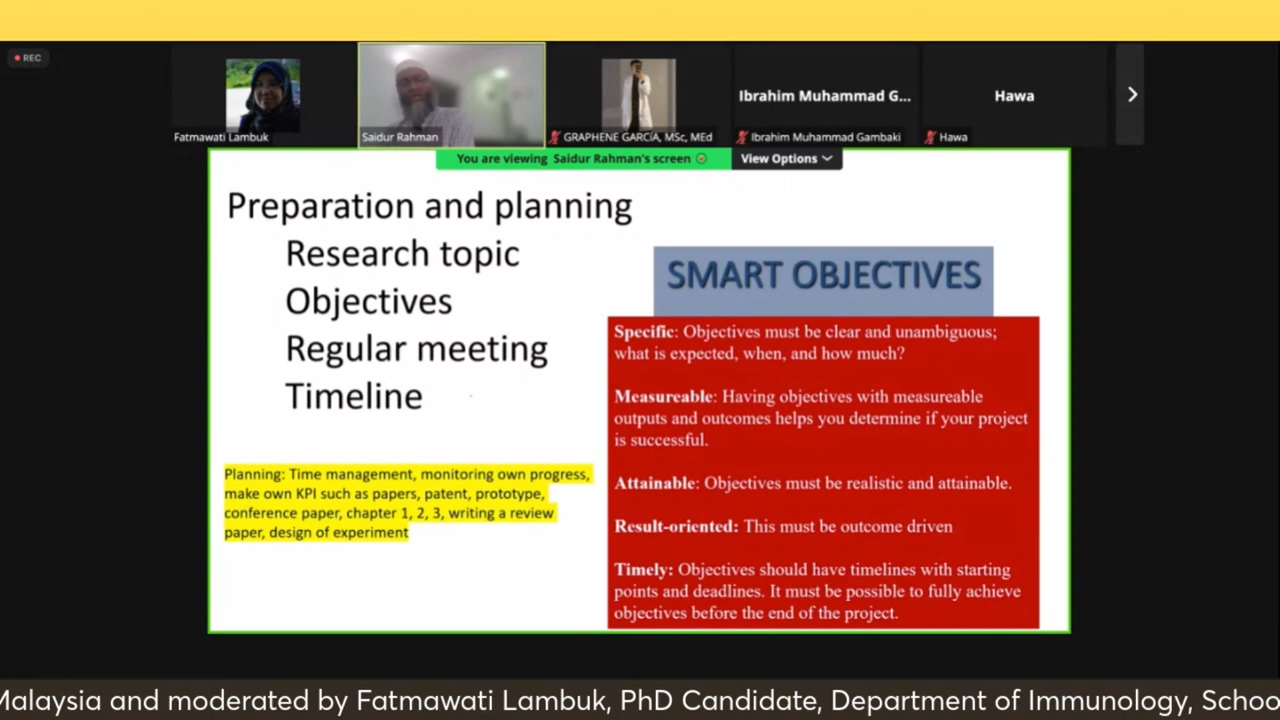 REC
Ibrahim Muhammad G...
Hawa
Fatmawati Lambuk
Saidur Rahman
GRAPHENE GARCíA, MSc, MEd
Ibrahim Muhammad Gambaki
Hawa
You are viewing Saidur Rahman's screen
View Options
Preparation and planning
Research topic
Objectives
Regular meeting
Timeline
Planning: Time management, monitoring own progress,
make own KPI such as papers, patent, prototype,
conference paper, chapter 1, 2, 3, writing a review
paper, design of experiment
SMART OBJECTIVES
Specific: Objectives must be clear and unambiguous;
what is expected, when, and how much?
Measureable: Having objectives with measureable
outputs and outcomes helps you determine if your project
is successful.
Attainable: Objectives must be realistic and attainable.
Result-oriented: This must be outcome driven
Timely: Objectives should have timelines with starting
points and deadlines. It must be possible to fully achieve
objectives before the end of the project.
Malaysia and moderated by Fatmawati Lambuk, PhD Candidate, Department of Immunology, Schoo